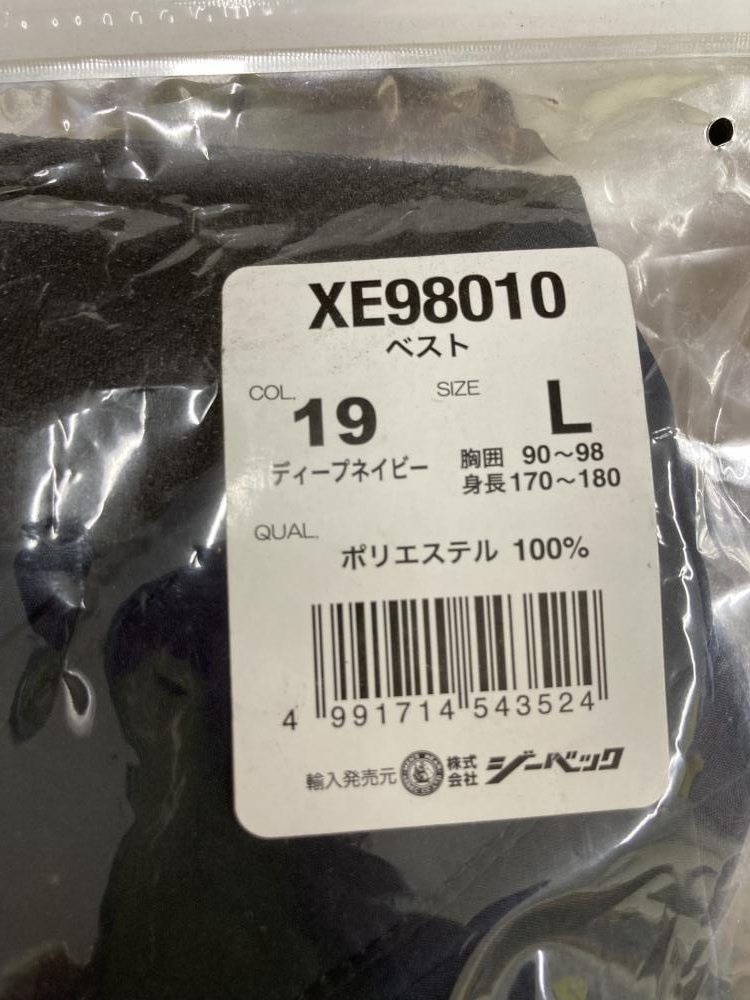 XE98010
ベスト
COL. 19 SIZE L
ディープネイビー
胸囲 90～98
身長170～180
QUAL. ポリエステル 100%
4 991714 543524
輸入発売元 株式会社 ジーベック